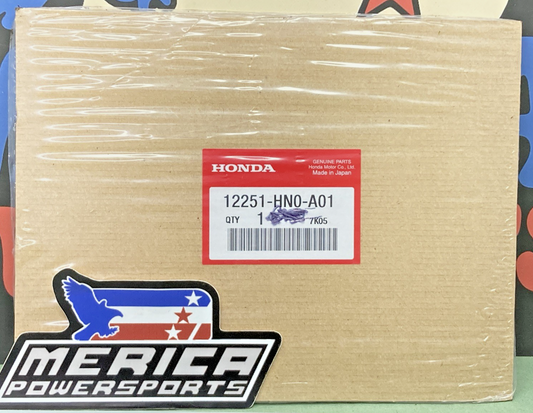 HONDA
GENUINE PARTS
Honda Motor Co., Ltd.
Made in Japan
12251-HN0-A01
QTY 1 7K05
MERICA
POWERSPORTS